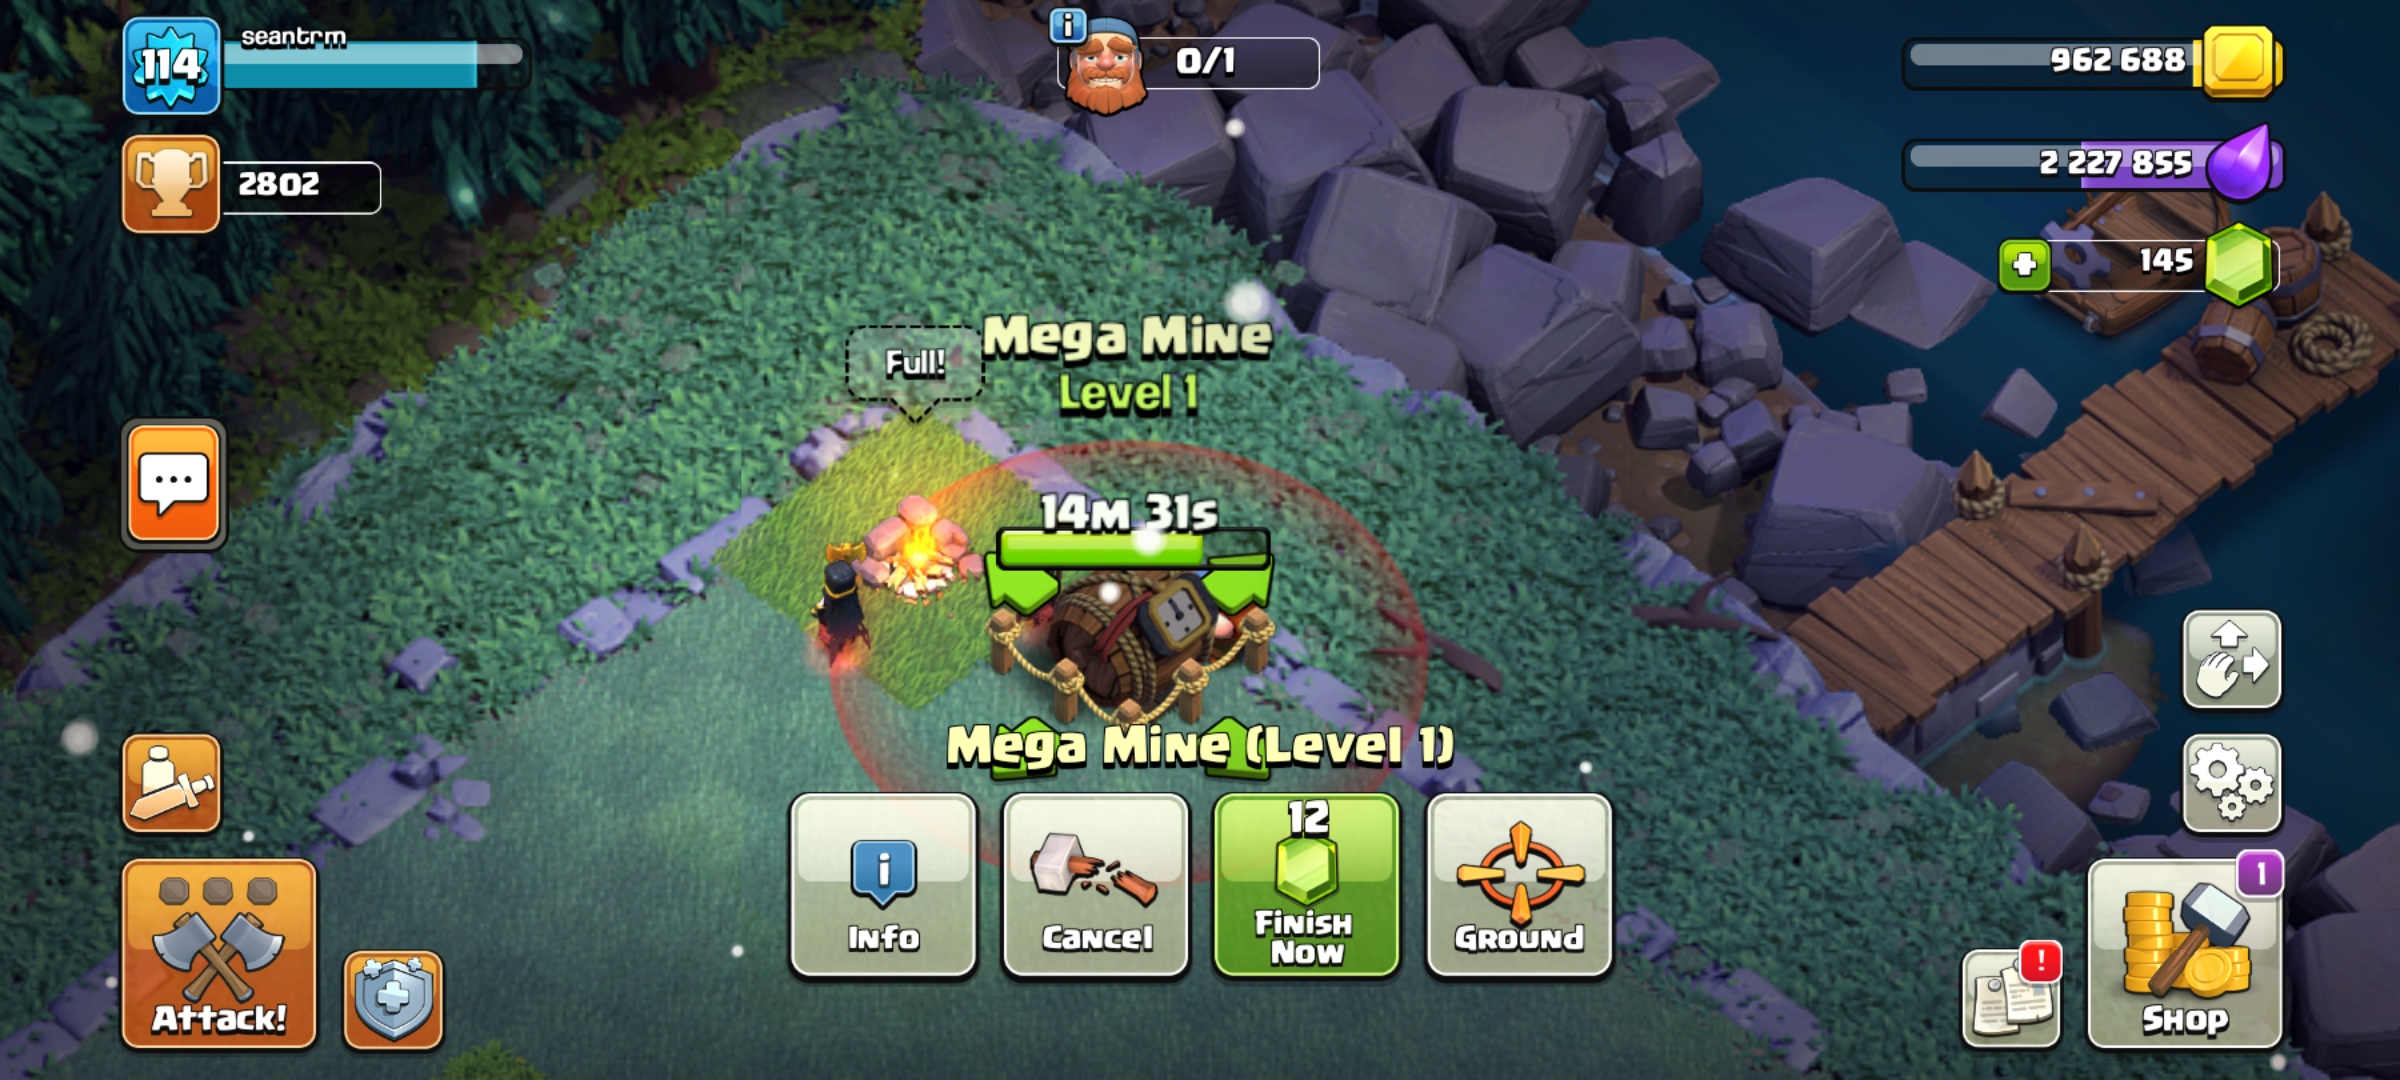 114
seantrm
0/1
962 688
2802
2 227 855
145
Full!
Mega Mine
Level 1
14M 31s
Mega Mine (Level 1)
Info
Cancel
12
Finish
Now
Ground
Attack!
!
1
Shop